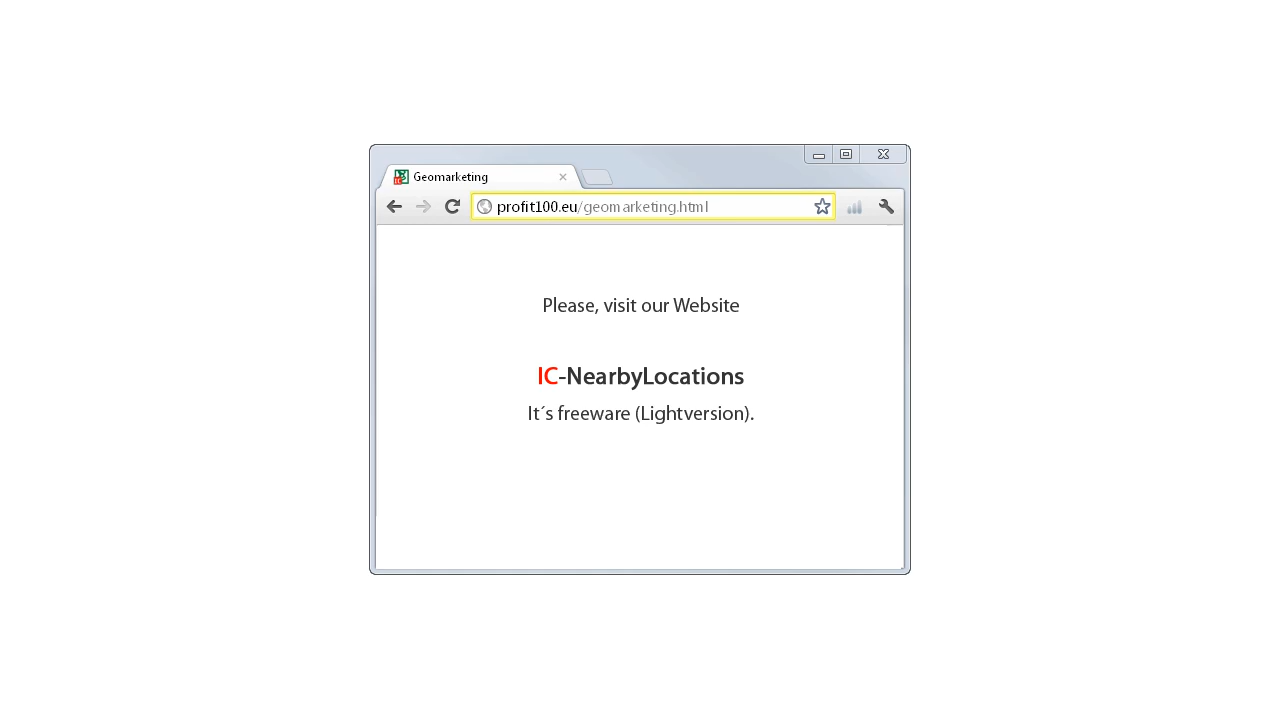 Geomarketing
profit100.eu/geomarketing.html
Please, visit our Website
IC-NearbyLocations
It´s freeware (Lightversion).